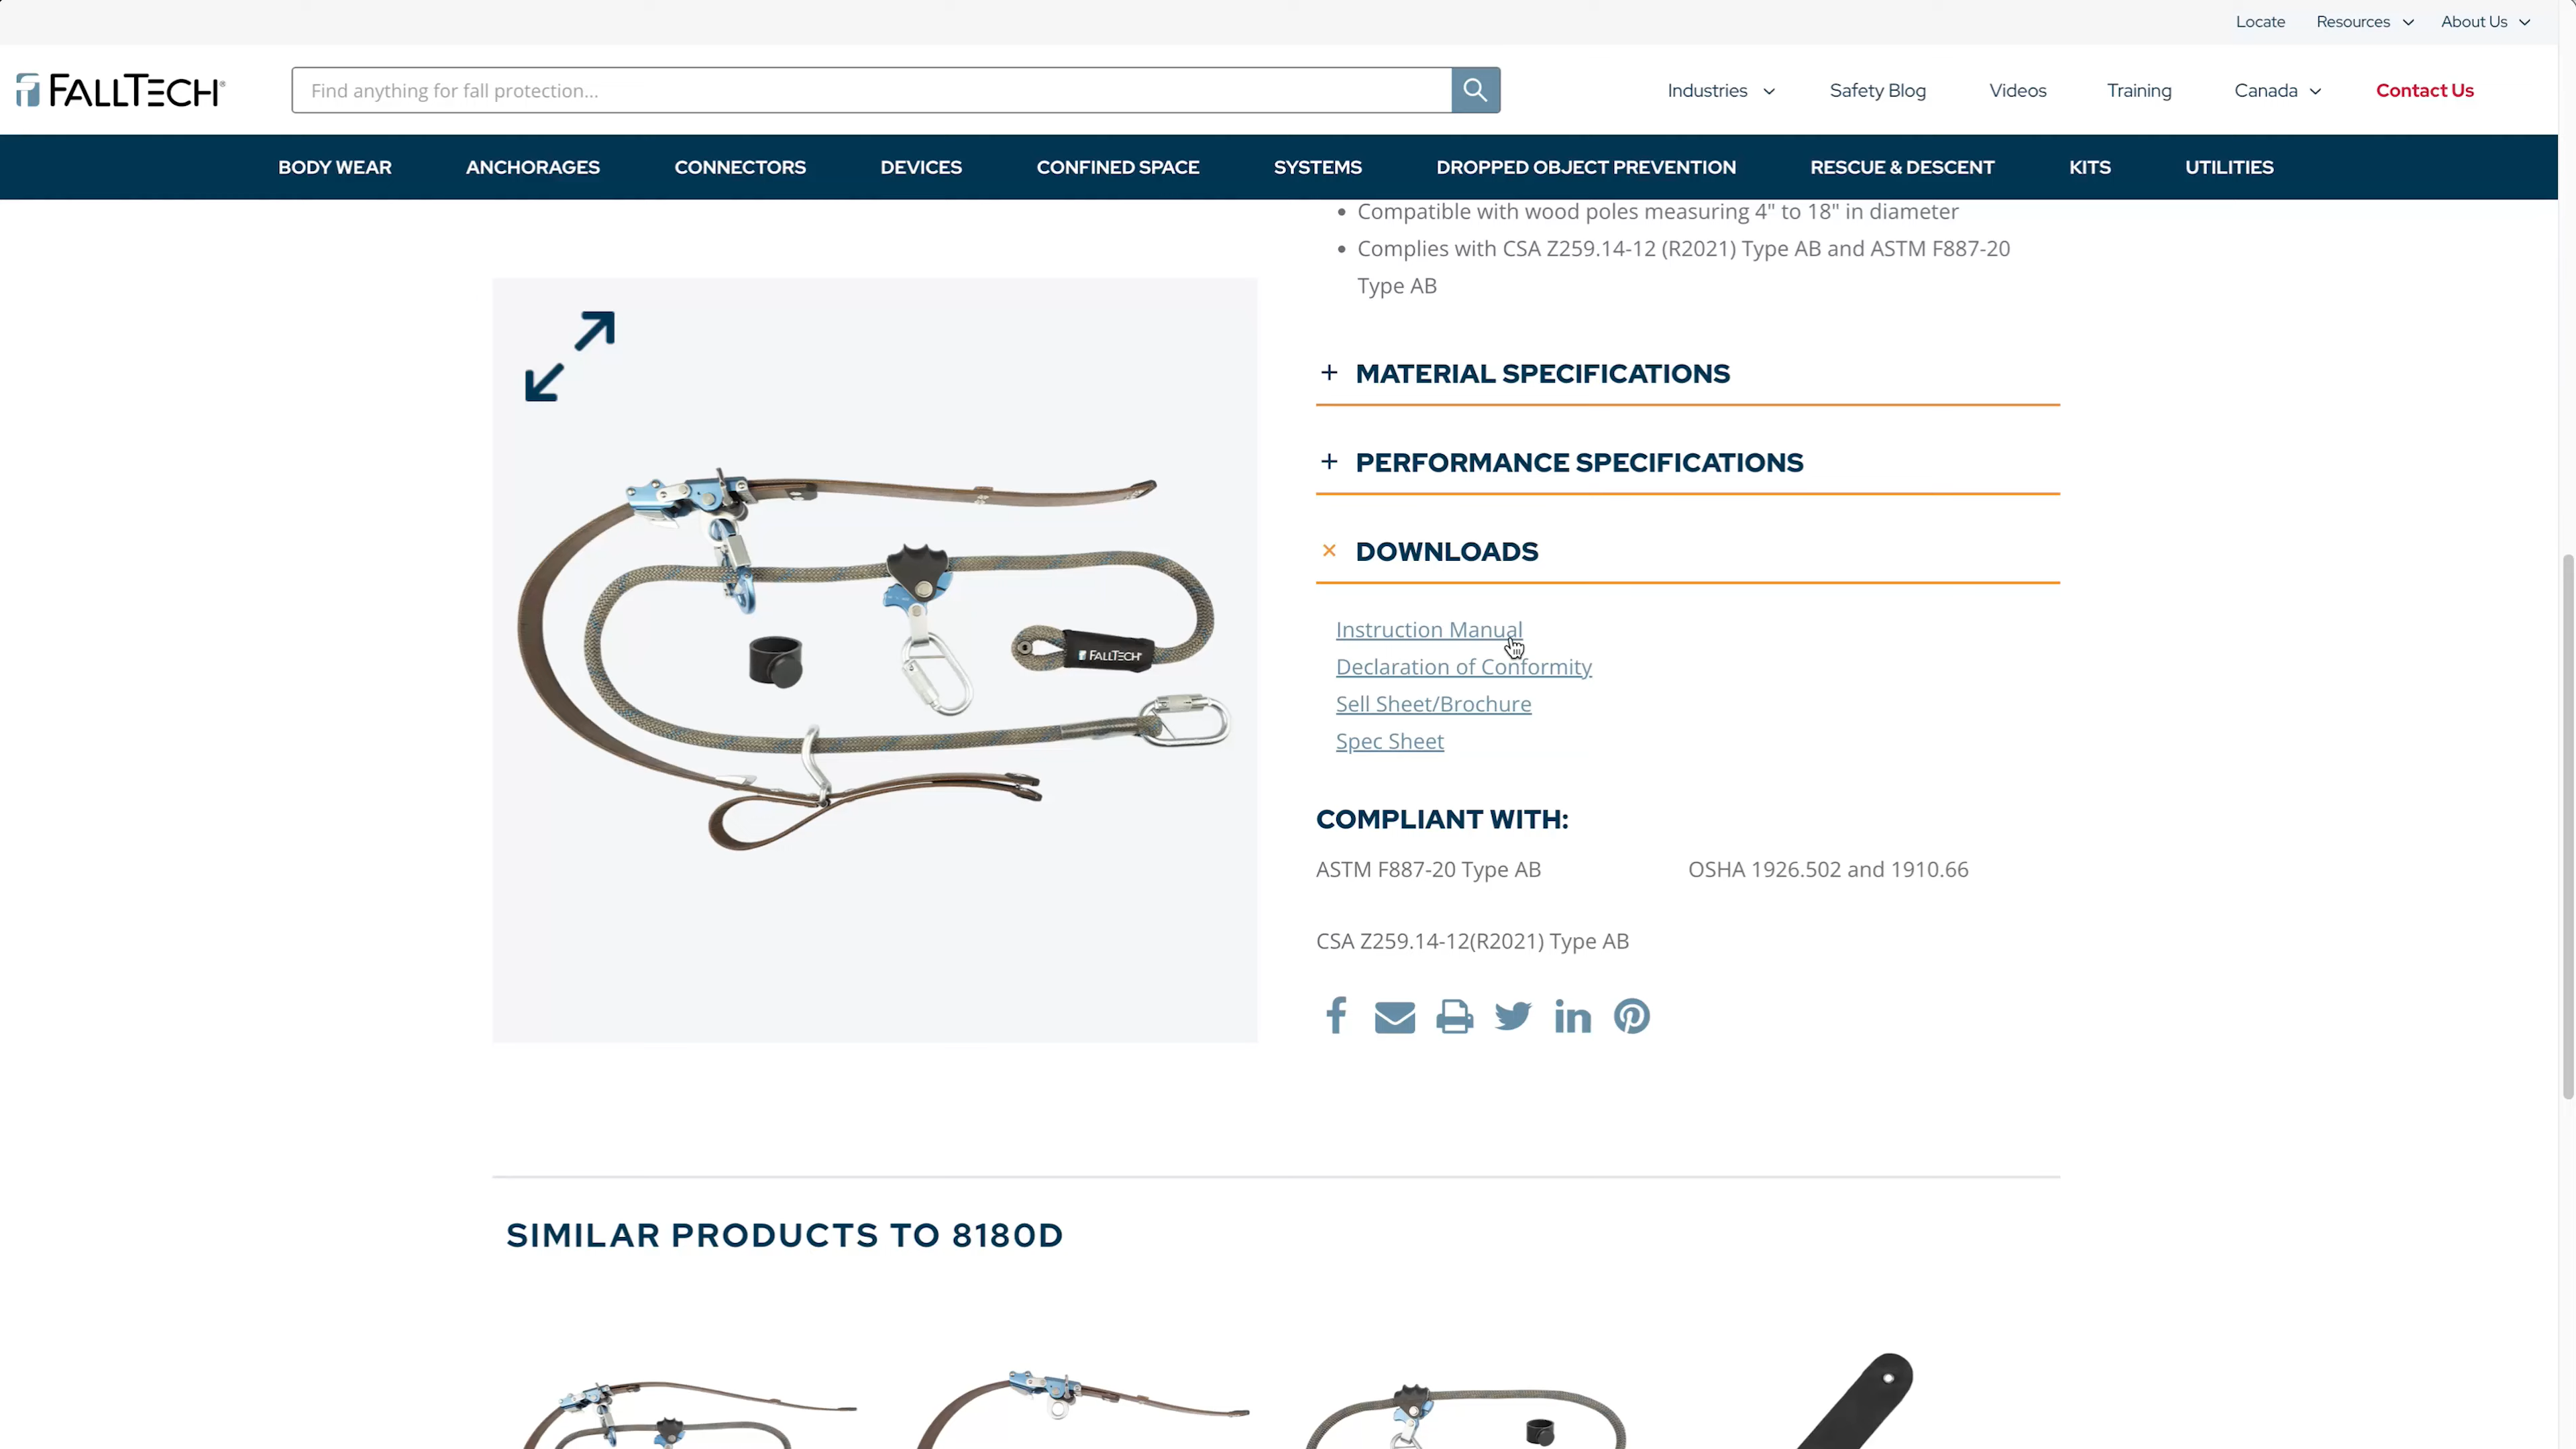 Locate Resources About Us
FALLTECH
Find anything for fall protection...
Industries Safety Blog Videos Training Canada Contact Us
BODY WEAR ANCHORAGES CONNECTORS DEVICES CONFINED SPACE SYSTEMS DROPPED OBJECT PREVENTION RESCUE & DESCENT KITS UTILITIES
• Compatible with wood poles measuring 4" to 18" in diameter
• Complies with CSA Z259.14-12 (R2021) Type AB and ASTM F887-20
Type AB
+ MATERIAL SPECIFICATIONS
+ PERFORMANCE SPECIFICATIONS
× DOWNLOADS
Instruction Manual
Declaration of Conformity
Sell Sheet/Brochure
Spec Sheet
FALLTECH
COMPLIANT WITH:
ASTM F887-20 Type AB OSHA 1926.502 and 1910.66
CSA Z259.14-12(R2021) Type AB
SIMILAR PRODUCTS TO 8180D